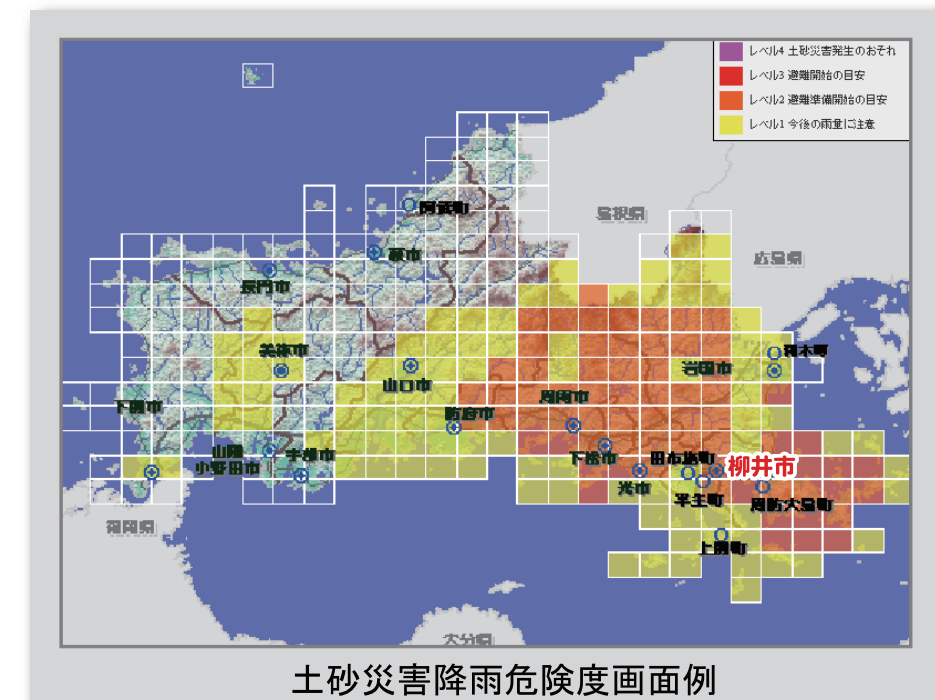 レベル4 土砂災害発生のおそれ
レベル3 避難開始の目安
レベル2 避難準備開始の目安
レベル1 今後の雨量に注意
阿武町
島根県
萩市
広島県
長門市
美祢市
和木町
岩国市
山口市
周南市
下関市
防府市
山陽
小野田市
宇部市
下松市
田布施町
柳井市
光市
平生町
周防大島町
福岡県
上関町
大分県
土砂災害降雨危険度画面例